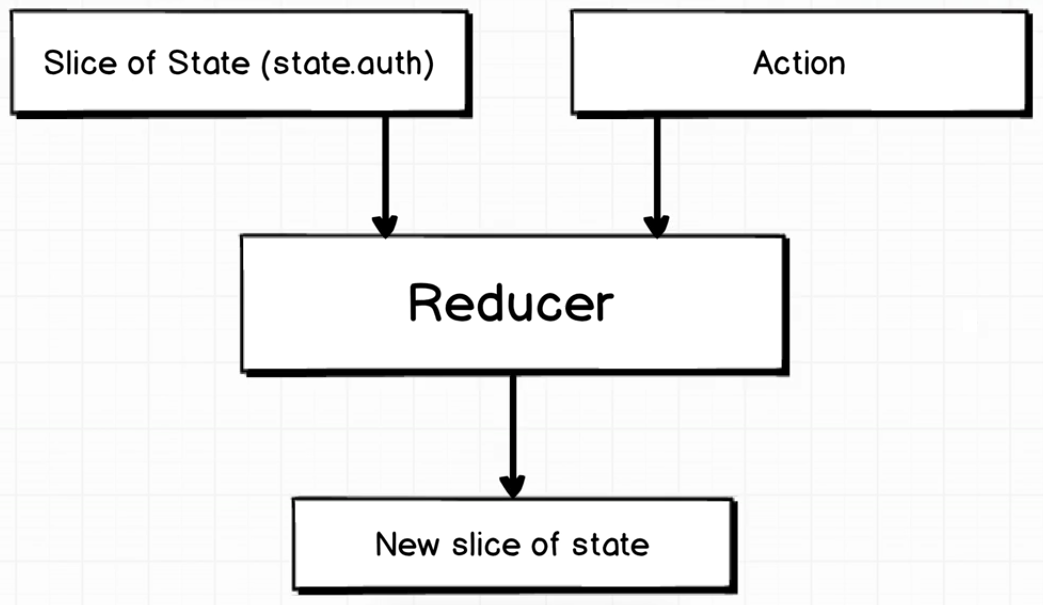 Slice of State (state.auth)
Action
Reducer
New slice of state